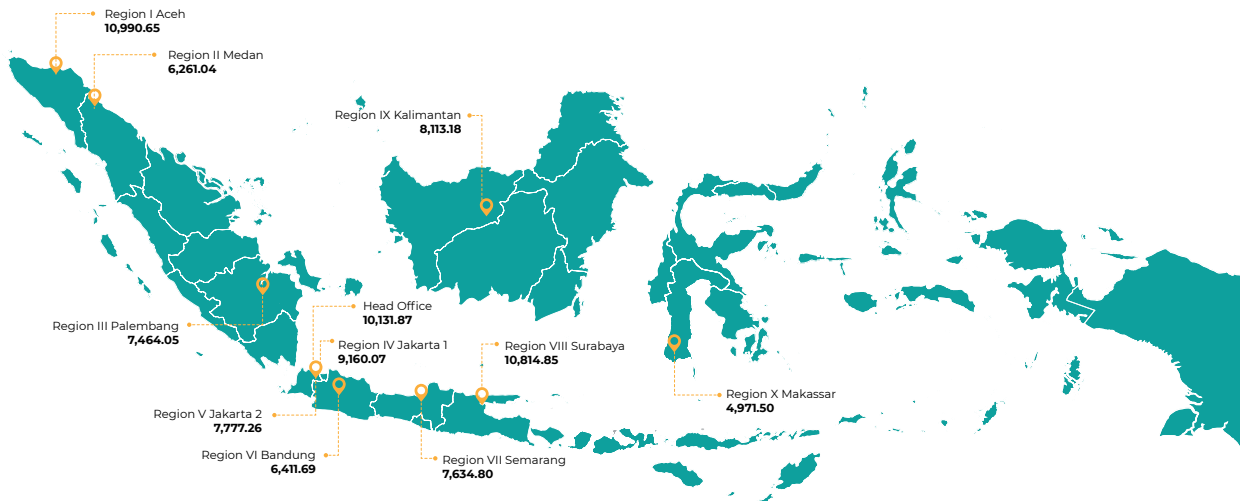 Region I Aceh
10,990.65
Region II Medan
6,261.04
Region IX Kalimantan
8,113.18
Head Office
10,131.87
Region III Palembang
7,464.05
Region IV Jakarta 1
9,160.07
Region VIII Surabaya
10,814.85
Region X Makassar
4,971.50
Region V Jakarta 2
7,777.26
Region VI Bandung
6,411.69
Region VII Semarang
7,634.80